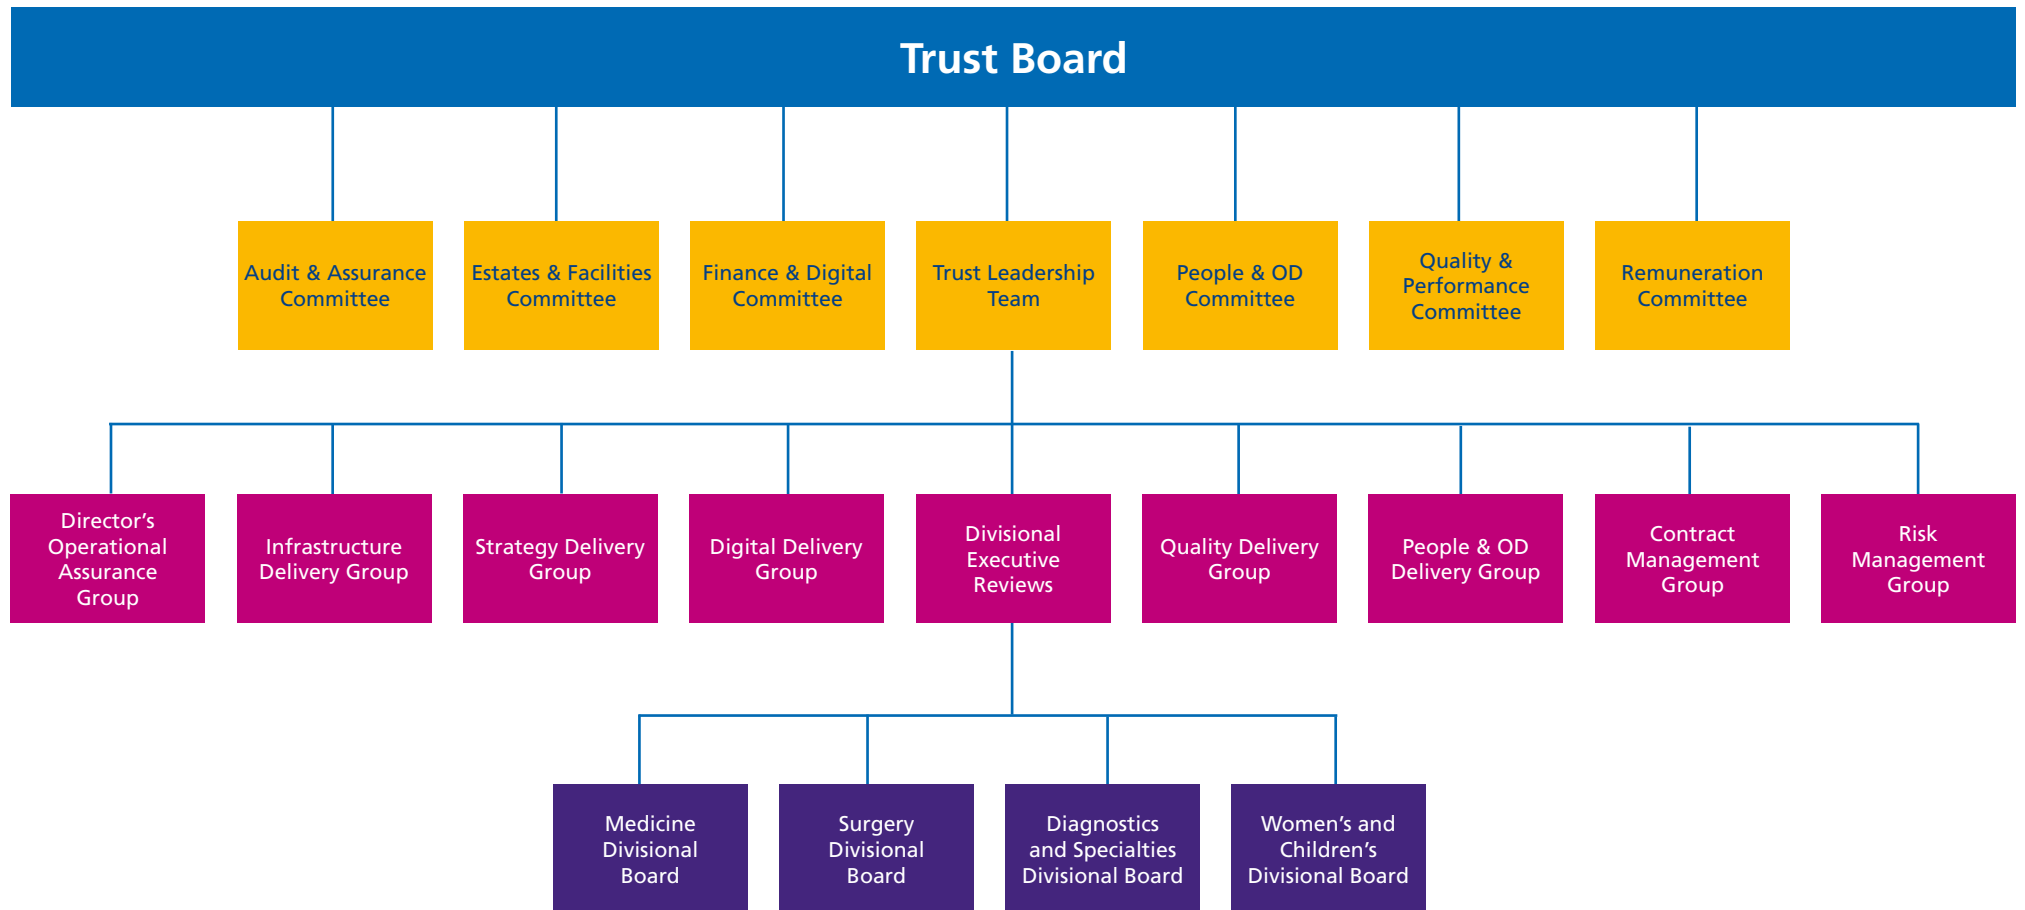 Trust Board
Audit & Assurance
Committee
Estates & Facilities
Committee
Finance & Digital
Committee
Trust Leadership
Team
People & OD
Committee
Quality &
Performance
Committee
Remuneration
Committee
Director’s
Operational
Assurance
Group
Infrastructure
Delivery Group
Strategy Delivery
Group
Digital Delivery
Group
Divisional
Executive
Reviews
Quality Delivery
Group
People & OD
Delivery Group
Contract
Management
Group
Risk
Management
Group
Medicine
Divisional
Board
Surgery
Divisional
Board
Diagnostics
and Specialties
Divisional Board
Women’s and
Children’s
Divisional Board